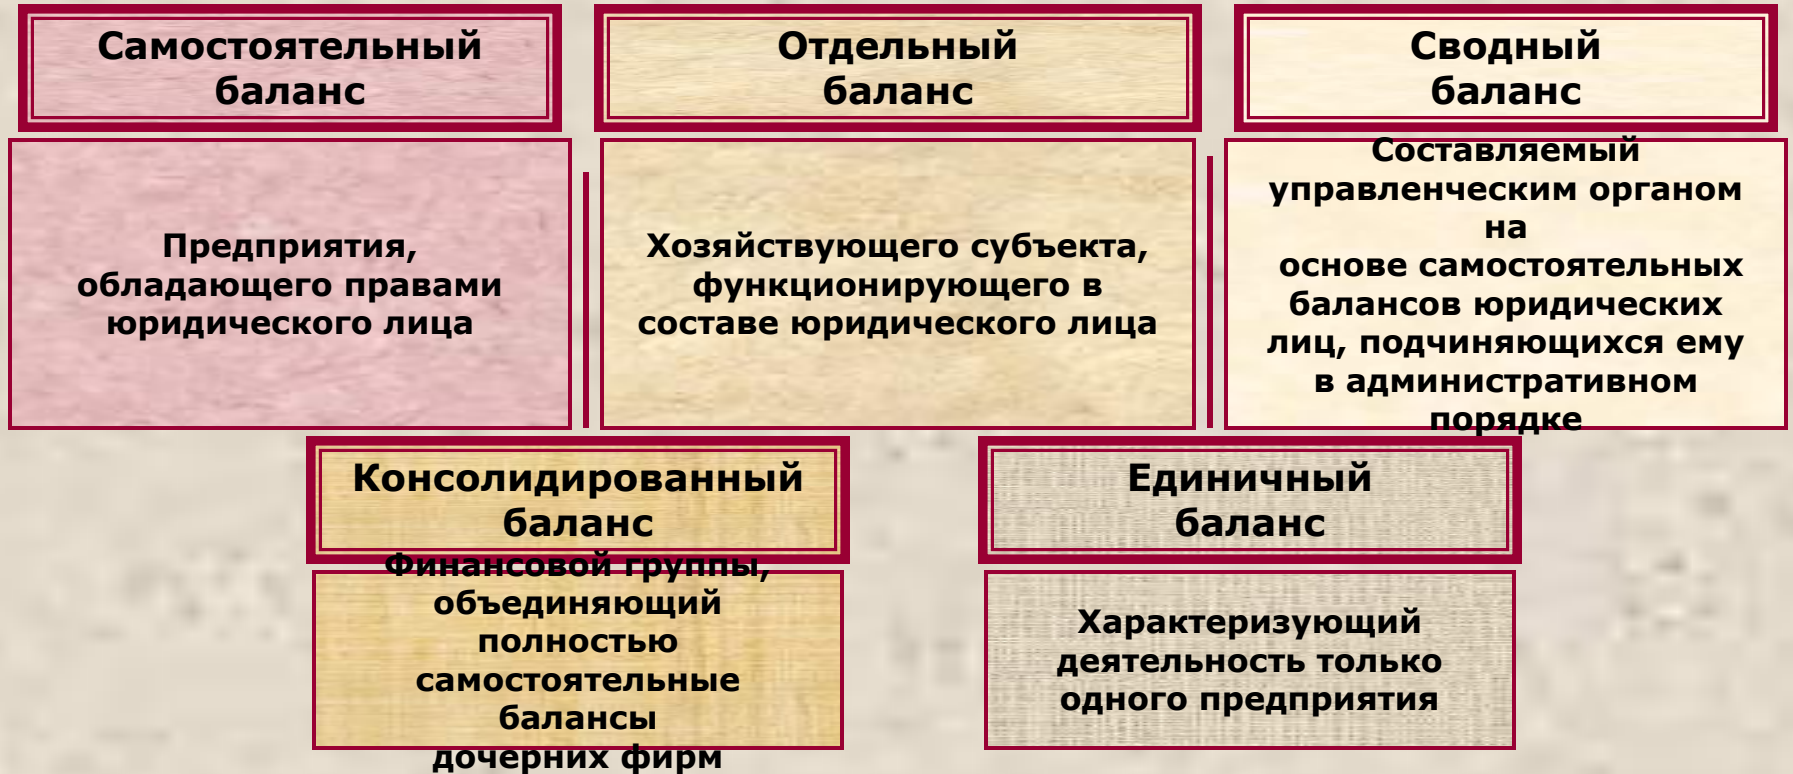 Самостоятельный
баланс
Отдельный
баланс
Сводный
баланс
Предприятия,
обладающего правами
юридического лица
Хозяйствующего субъекта,
функционирующего в
составе юридического лица
Составляемый
управленческим органом
на
основе самостоятельных
балансов юридических
лиц, подчиняющихся ему
в административном
порядке
Консолидированный
баланс
Единичный
баланс
Финансовой группы,
объединяющий
полностью
самостоятельные
балансы
дочерних фирм
Характеризующий
деятельность только
одного предприятия